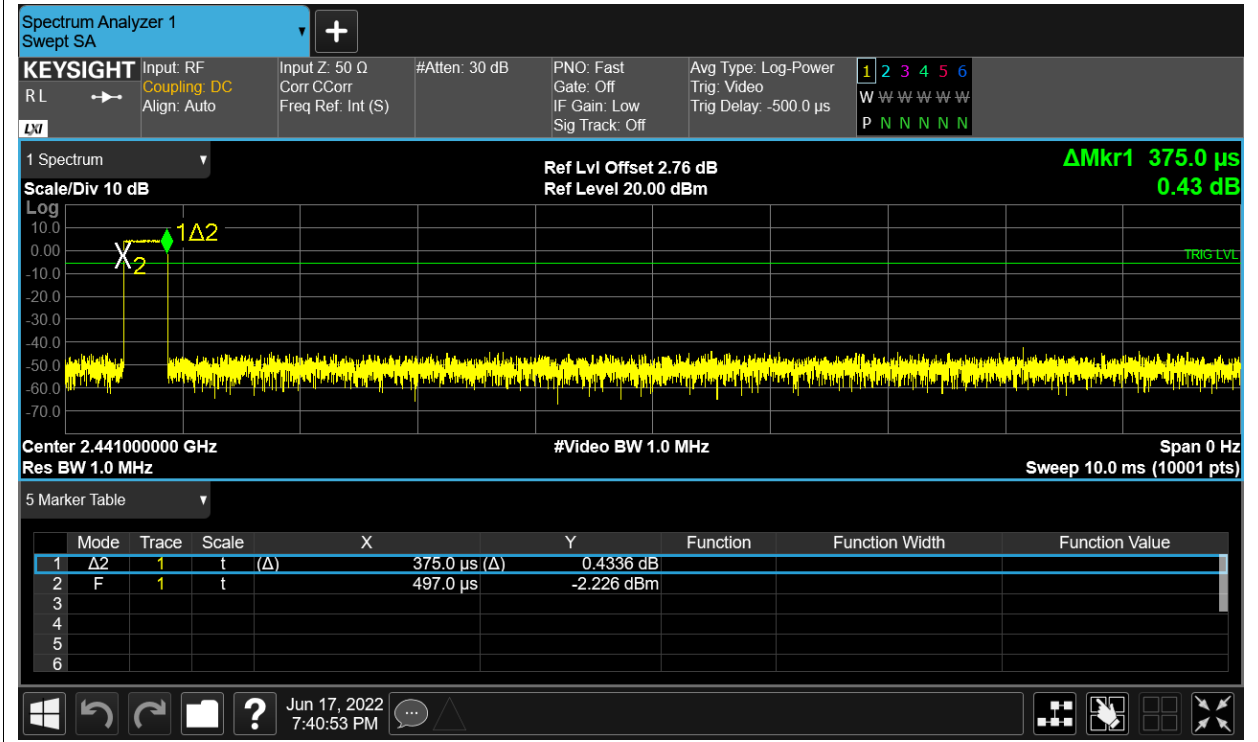 Spectrum Analyzer 1
Swept SA
KEYSIGHT
RL
LXI
Input: RF
Coupling: DC
Align: Auto
Input Z: 50 Ω
Corr CCorr
Freq Ref: Int (S)
#Atten: 30 dB
PNO: Fast
Gate: Off
IF Gain: Low
Sig Track: Off
Avg Type: Log-Power
Trig: Video
Trig Delay: -500.0 µs
1 2 3 4 5 6
W W W W W W
P N N N N N
1 Spectrum
Scale/Div 10 dB
Ref Lvl Offset 2.76 dB
Ref Level 20.00 dBm
ΔMkr1 375.0 µs
0.43 dB
Log
10.0
0.00
-10.0
-20.0
-30.0
-40.0
-50.0
-60.0
-70.0
1Δ2
X2
TRIG LVL
Center 2.441000000 GHz
#Video BW 1.0 MHz
Span 0 Hz
Res BW 1.0 MHz
Sweep 10.0 ms (10001 pts)
5 Marker Table
Mode Trace Scale X Y Function Function Width Function Value
1 Δ2 1 t (Δ) 375.0 µs (Δ) 0.4336 dB
2 F 1 t 497.0 µs -2.226 dBm
3
4
5
6
?
Jun 17, 2022
7:40:53 PM